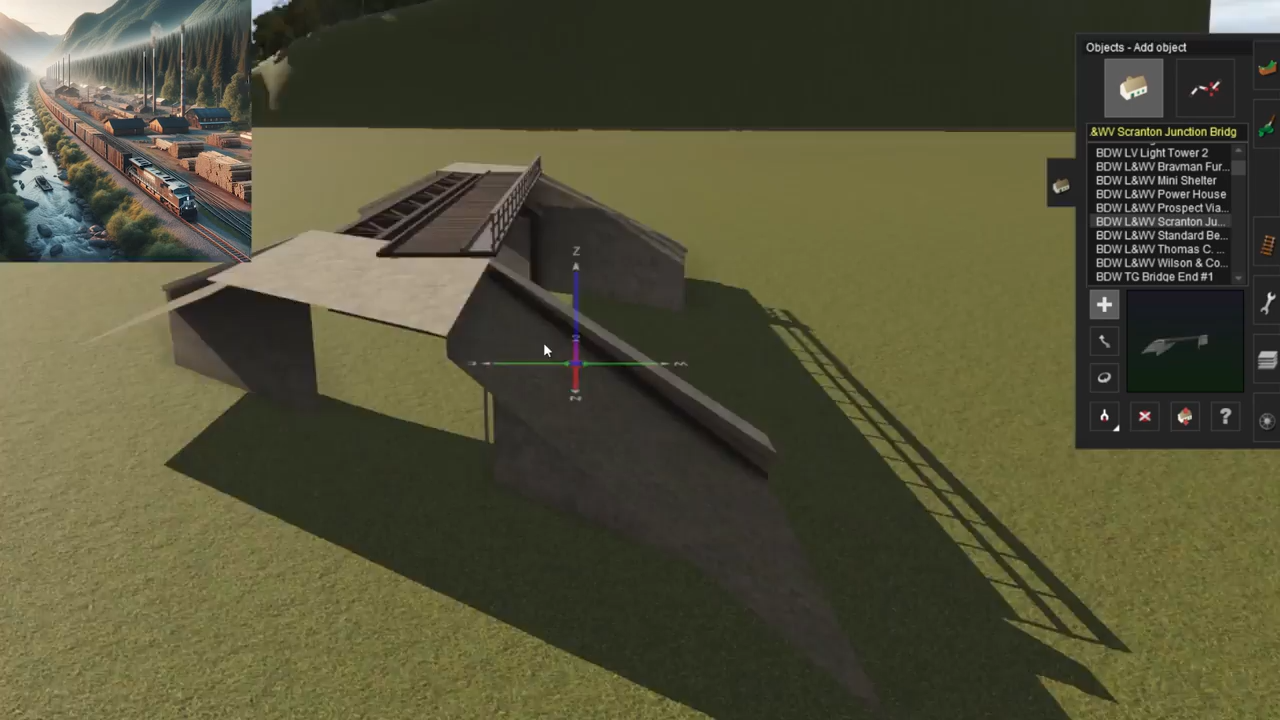 Objects - Add object
&WV Scranton Junction Bridg
BDW LV Light Tower 2
BDW L&WV Bravman Fur...
BDW L&WV Mini Shelter
BDW L&WV Power House
BDW L&WV Prospect Via...
BDW L&WV Scranton Ju...
BDW L&WV Standard Be...
BDW L&WV Thomas C. ...
BDW L&WV Wilson & Co...
BDW TG Bridge End #1
Z